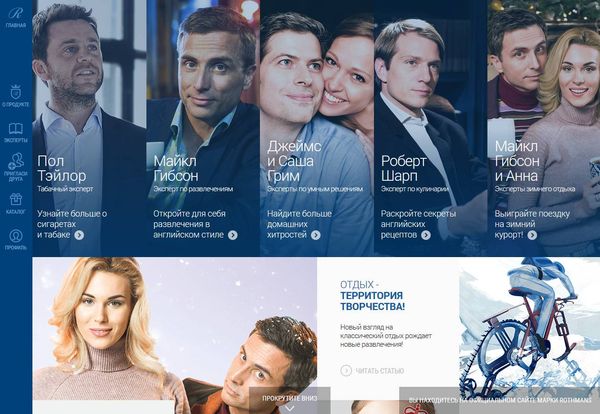 R
ГЛАВНАЯ
О ПРОДУКТЕ
ЭКСПЕРТЫ
ПРИГЛАСИ
ДРУГА
КАТАЛОГ
ПРОФИЛЬ
Пол
Тэйлор
Табачный эксперт
Узнайте больше о
сигаретах
и табаке
Майкл
Гибсон
Эксперт по развлечениям
Откройте для себя
развлечения в
английском стиле
Джеймс
и Саша
Грим
Эксперты по умным решениям
Найдите больше
домашних
хитростей
Роберт
Шарп
Эксперт по кулинарии
Раскройте секреты
английских
рецептов
Майкл
Гибсон
и Анна
Эксперты зимнего отдыха
Выиграйте поездку
на зимний
курорт!
ОТДЫХ -
ТЕРРИТОРИЯ
ТВОРЧЕСТВА!
Новый взгляд на
классический отдых рождает
новые развлечения!
ЧИТАТЬ СТАТЬЮ
ПРОКРУТИТЕ ВНИЗ
ВЫ НАХОДИТЕСЬ НА ОФИЦИАЛЬНОМ САЙТЕ МАРКИ ROTHMANS